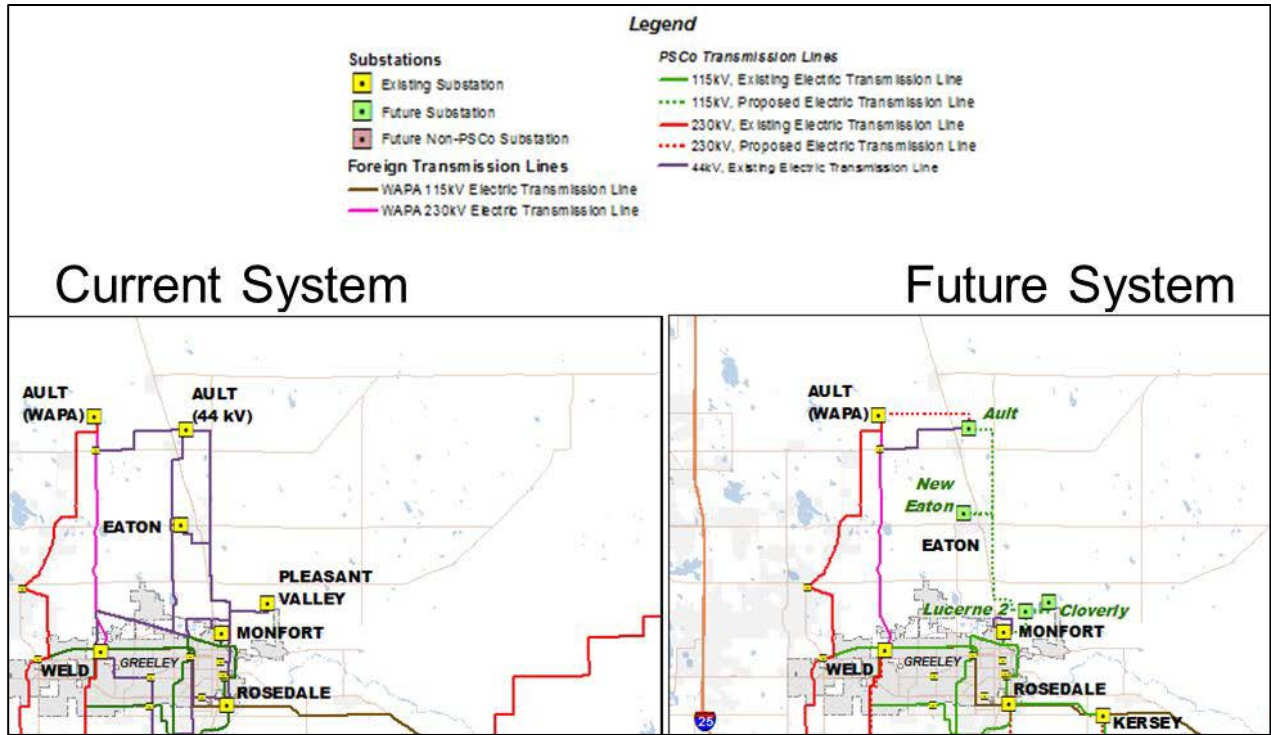 Legend
Substations
Existing Substation
Future Substation
Future Non-PSCo Substation
Foreign Transmission Lines
WAPA 115kV Electric Transmission Line
WAPA 230kV Electric Transmission Line
PSCo Transmission Lines
115kV, Existing Electric Transmission Line
115kV, Proposed Electric Transmission Line
230kV, Existing Electric Transmission Line
230kV, Proposed Electric Transmission Line
44kV, Existing Electric Transmission Line
Current System
AULT
(WAPA)
AULT
(44 kV)
EATON
PLEASANT
VALLEY
MONFORT
WELD
GREELEY
ROSEDALE
Future System
AULT
(WAPA)
Ault
New
Eaton
EATON
Lucerne 2
Cloverly
MONFORT
WELD
GREELEY
ROSEDALE
KERSEY
25